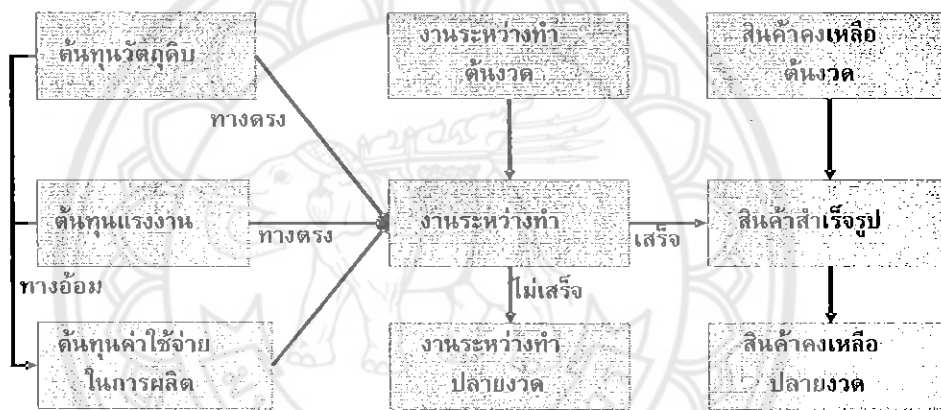 ต้นทุนวัตถุดิบ
งานระหว่างทำ
ต้นงวด
สินค้าคงเหลือ
ต้นงวด
ทางตรง
ต้นทุนแรงงาน
ทางตรง
งานระหว่างทำ
เสร็จ
สินค้าสำเร็จรูป
ทางอ้อม
ไม่เสร็จ
ต้นทุนค่าใช้จ่าย
ในการผลิต
งานระหว่างทำ
ปลายงวด
สินค้าคงเหลือ
ปลายงวด